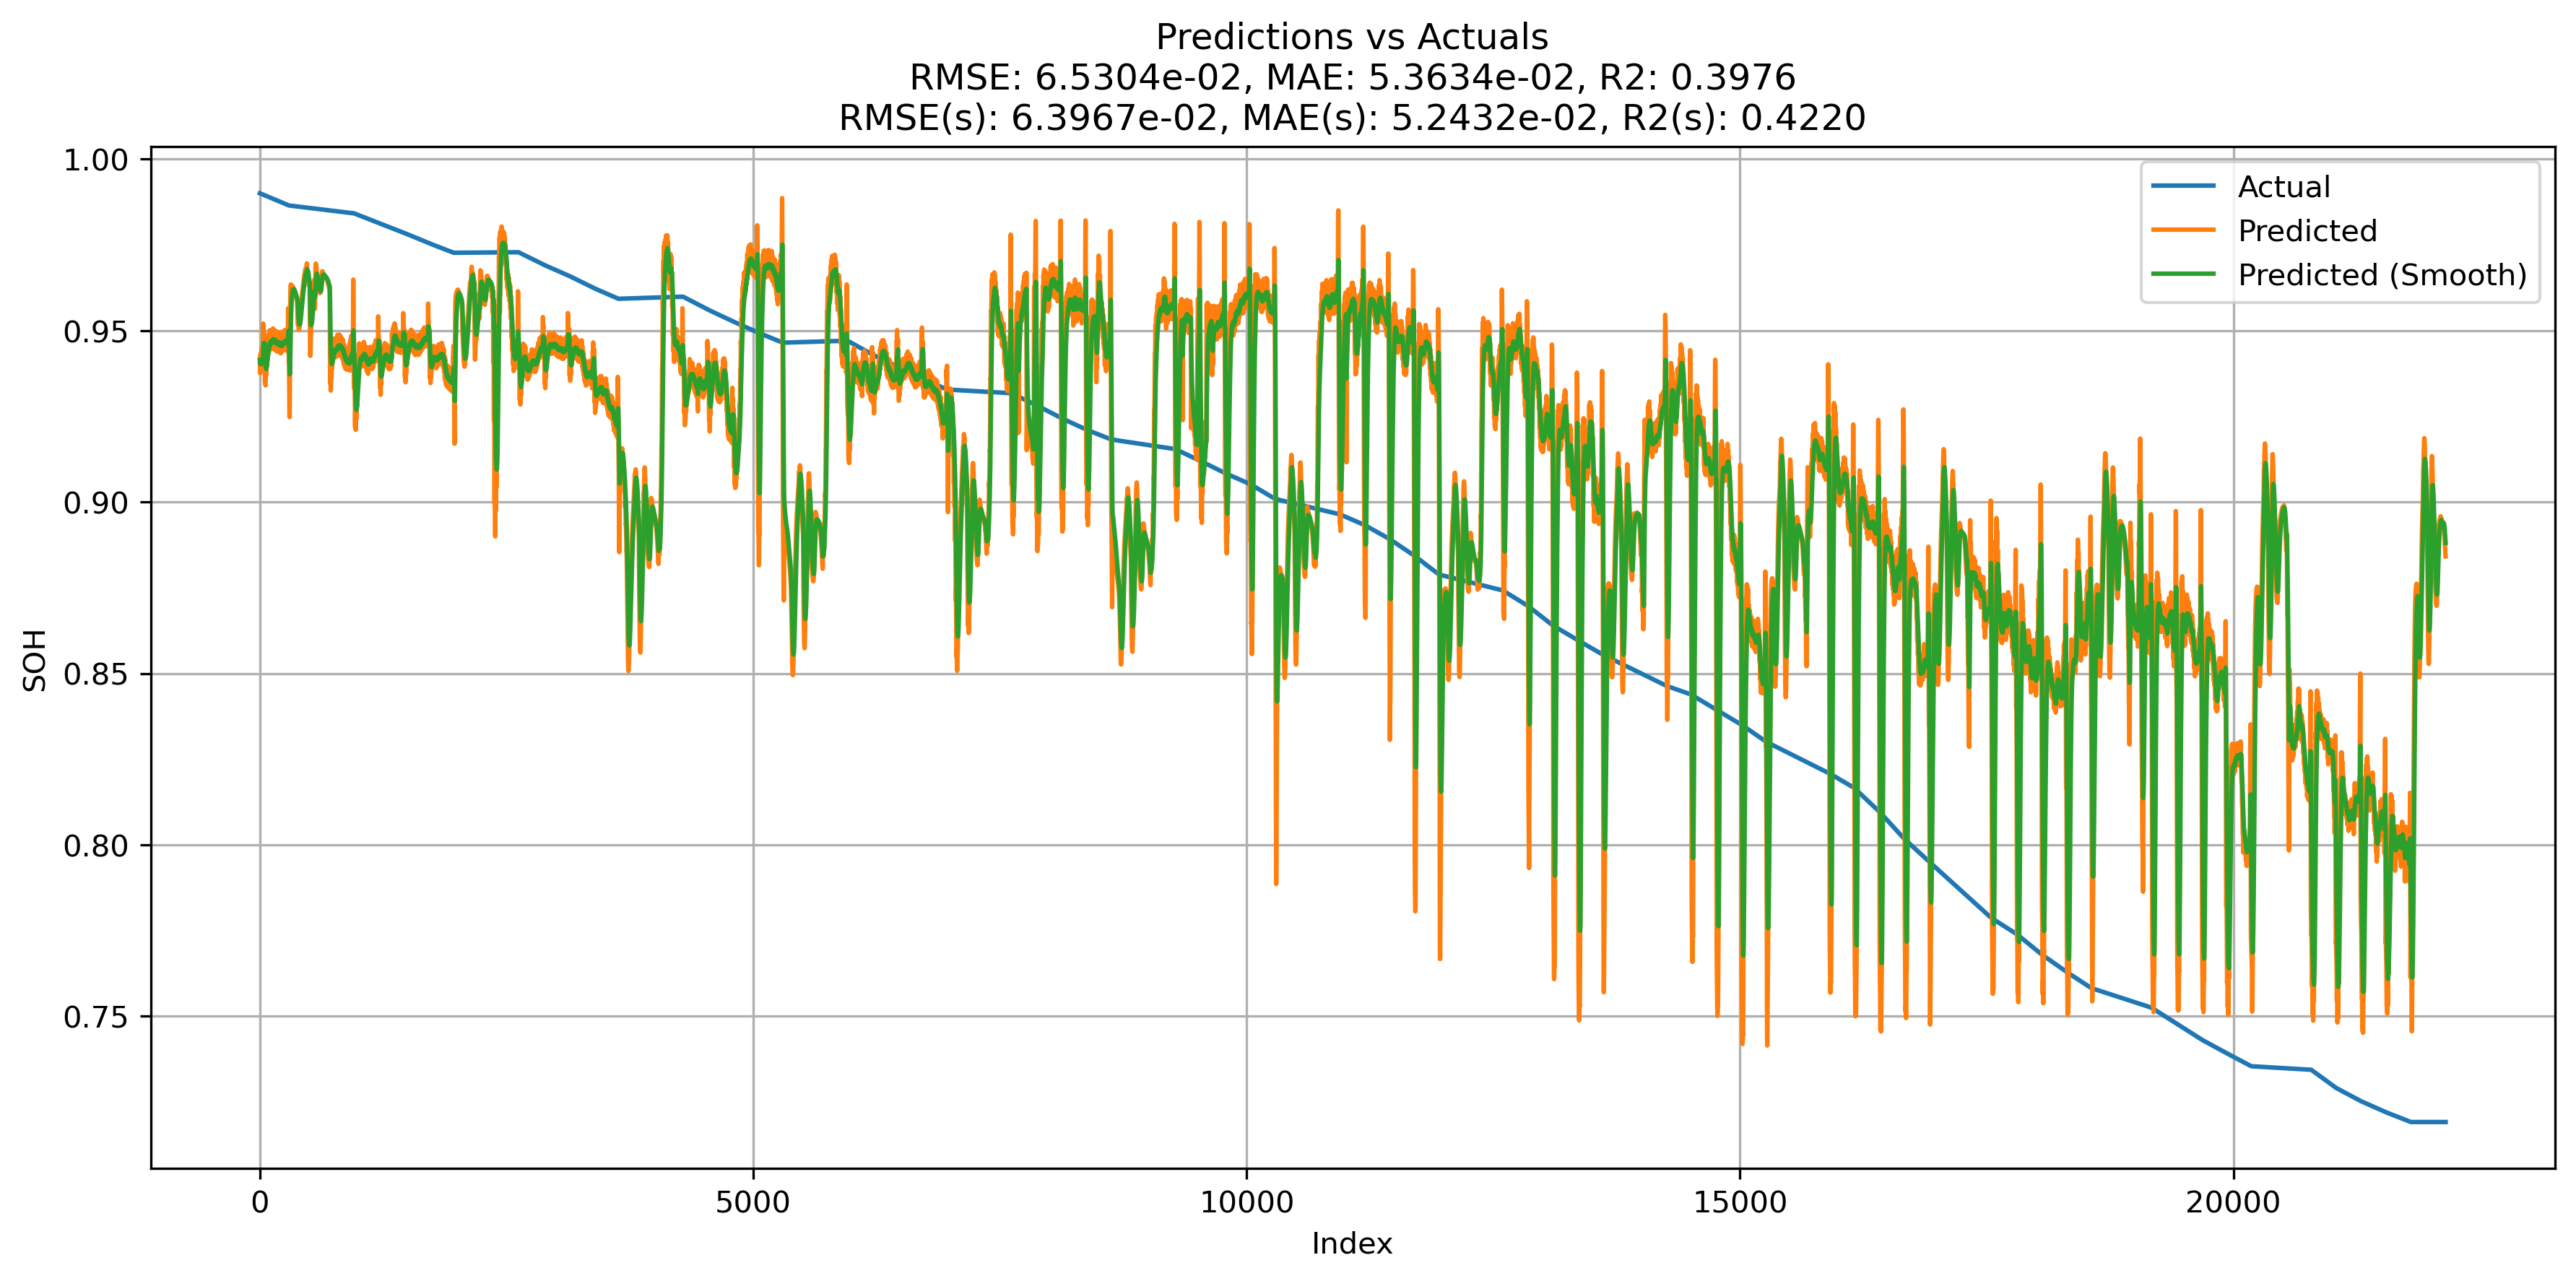 Predictions vs Actuals
RMSE: 6.5304e-02, MAE: 5.3634e-02, R2: 0.3976
RMSE(s): 6.3967e-02, MAE(s): 5.2432e-02, R2(s): 0.4220
Actual
Predicted
Predicted (Smooth)
SOH
1.00
0.95
0.90
0.85
0.80
0.75
0
5000
10000
15000
20000
Index